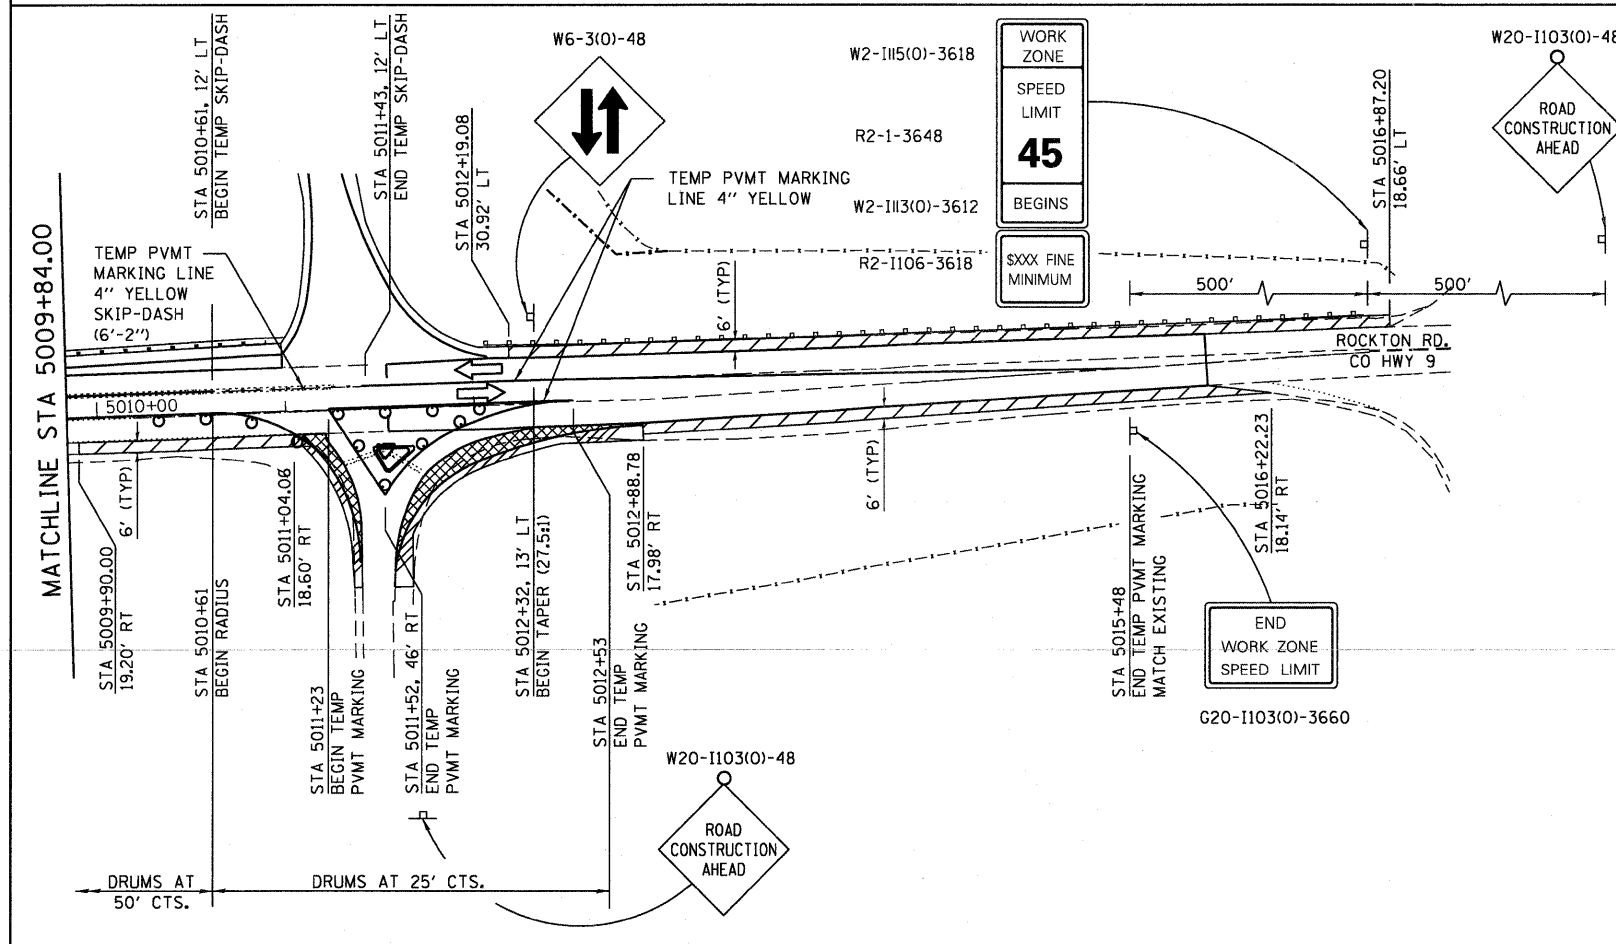 STA 5010+61, 12' LT
BEGIN TEMP SKIP-DASH
STA 5011+43, 12' LT
END TEMP SKIP-DASH
STA 5012+19.08
30.92' LT
W6-3(O)-48
W2-I115(O)-3618
R2-1-3648
W2-I113(O)-3612
R2-I106-3618
WORK
ZONE
SPEED
LIMIT
45
BEGINS
$XXX FINE
MINIMUM
STA 5016+87.20
18.66' LT
W20-I103(O)-48
ROAD
CONSTRUCTION
AHEAD
TEMP PVMT MARKING
LINE 4" YELLOW
TEMP PVMT
MARKING LINE
4" YELLOW
SKIP-DASH
(6'-2")
MATCHLINE STA 5009+84.00
6' (TYP)
500'
500'
ROCKTON RD.
CO HWY 9
5010+00
6' (TYP)
6' (TYP)
STA 5009+90.00
19.20' RT
STA 5010+61
BEGIN RADIUS
STA 5011+04.08
18.60' RT
STA 5011+23
BEGIN TEMP
PVMT MARKING
STA 5011+52, 46' RT
END TEMP
PVMT MARKING
STA 5012+32, 13' LT
BEGIN TAPER (27.5:1)
STA 5012+53
END TEMP
PVMT MARKING
STA 5012+88.78
17.98' RT
STA 5015+48
END TEMP PVMT MARKING
MATCH EXISTING
STA 5016+22.23
18.14' RT
END
WORK ZONE
SPEED LIMIT
G20-I103(O)-3660
W20-I103(O)-48
ROAD
CONSTRUCTION
AHEAD
DRUMS AT
50' CTS.
DRUMS AT 25' CTS.